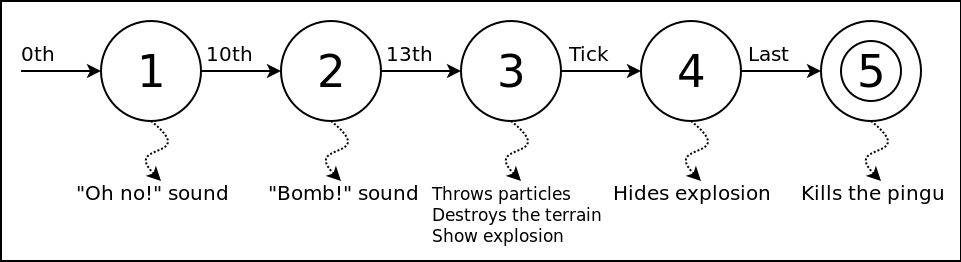 0th
10th
13th
Tick
Last
1
2
3
4
5
"Oh no!" sound
"Bomb!" sound
Throws particles
Destroys the terrain
Show explosion
Hides explosion
Kills the pingu